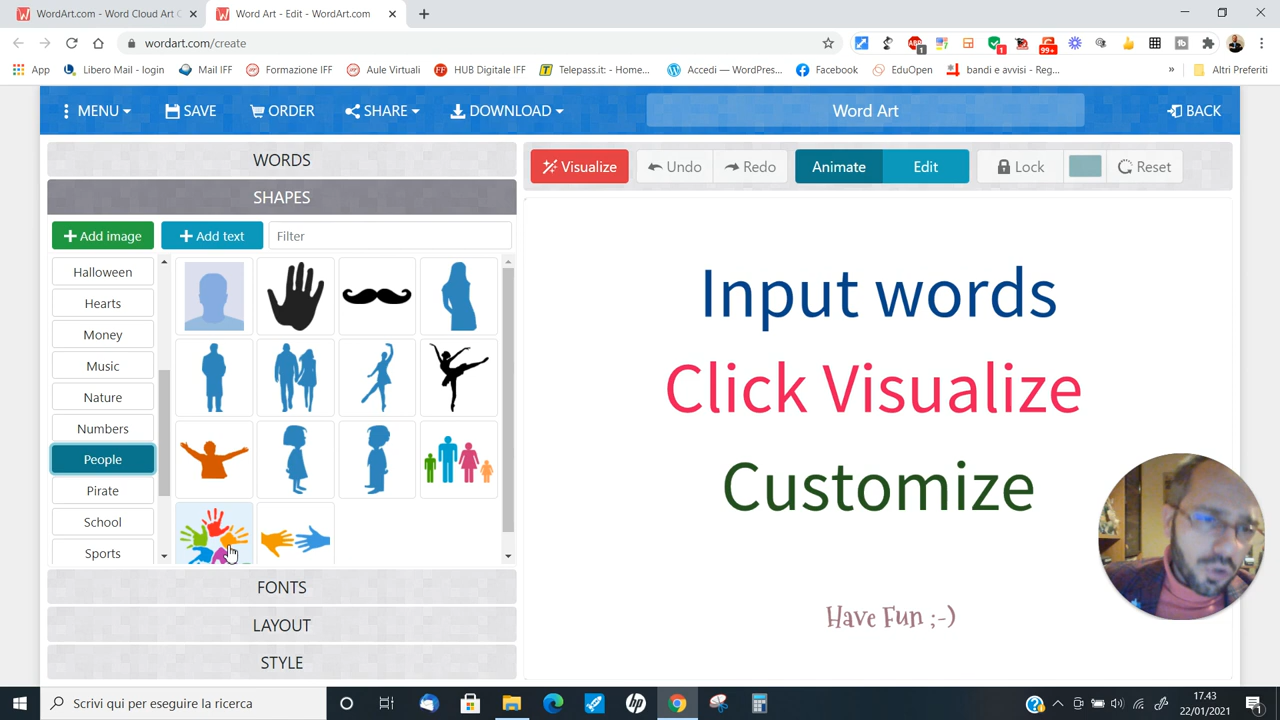 WordArt.com - Word Cloud Art C
Word Art - Edit - WordArt.com
wordart.com/create
App
Libero Mail - login
Mail IFF
Formazione IFF
Aule Virtuali
HUB Digitale IFF
Telepass.it: - Home...
Accedi — WordPres...
Facebook
EduOpen
bandi e avvisi - Reg...
»
Altri Preferiti
MENU
SAVE
ORDER
SHARE
DOWNLOAD
Word Art
BACK
WORDS
SHAPES
Add image
Add text
Filter
Halloween
Hearts
Money
Music
Nature
Numbers
People
Pirate
School
Sports
FONTS
LAYOUT
STYLE
Visualize
Undo
Redo
Animate
Edit
Lock
Reset
Input words
Click Visualize
Customize
Have Fun ;-)
Scrivi qui per eseguire la ricerca
17.43
22/01/2021